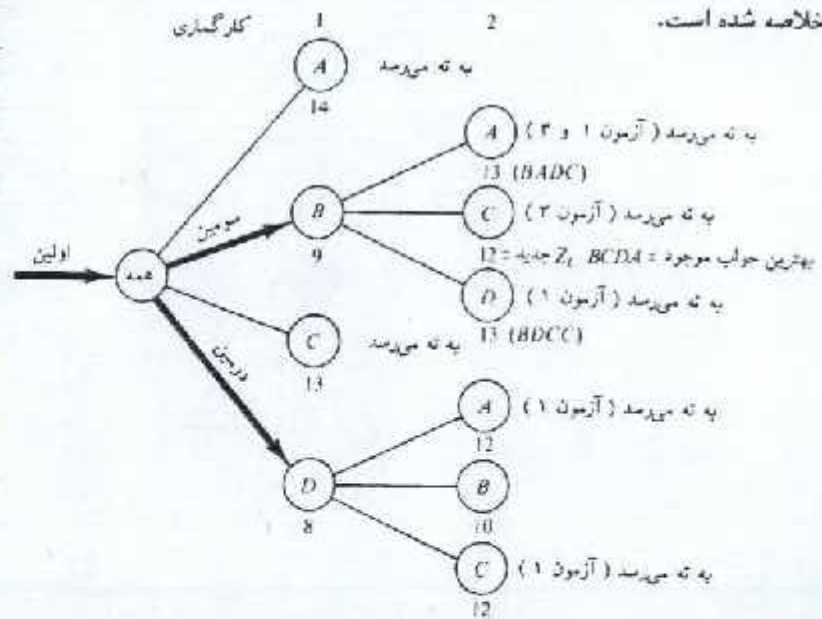 خلاصه شده است.
کارگماری 1 2
A به ته می‌رسد
14
A به ته می‌رسد ( آزمون ۱ و ۳ )
13 (BADC)
اولین
همه
سومین
B
9
C به ته می‌رسد ( آزمون ۳ )
بهترین جواب موجود = BCDA Z_L جدید = 12
D به ته می‌رسد ( آزمون ۱ )
13 (BDCC)
C به ته می‌رسد
13
دومین
A به ته می‌رسد ( آزمون ۱ )
12
D
8
B
10
C به ته می‌رسد ( آزمون ۱ )
12